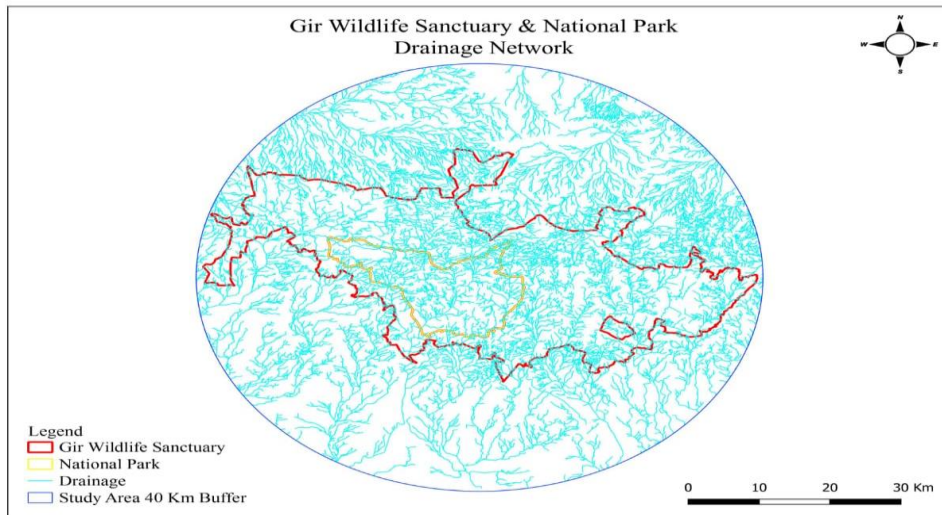 Gir Wildlife Sanctuary & National Park
Drainage Network
N
W E
S
Legend
Gir Wildlife Sanctuary
National Park
Drainage
Study Area 40 Km Buffer
0 10 20 30 Km